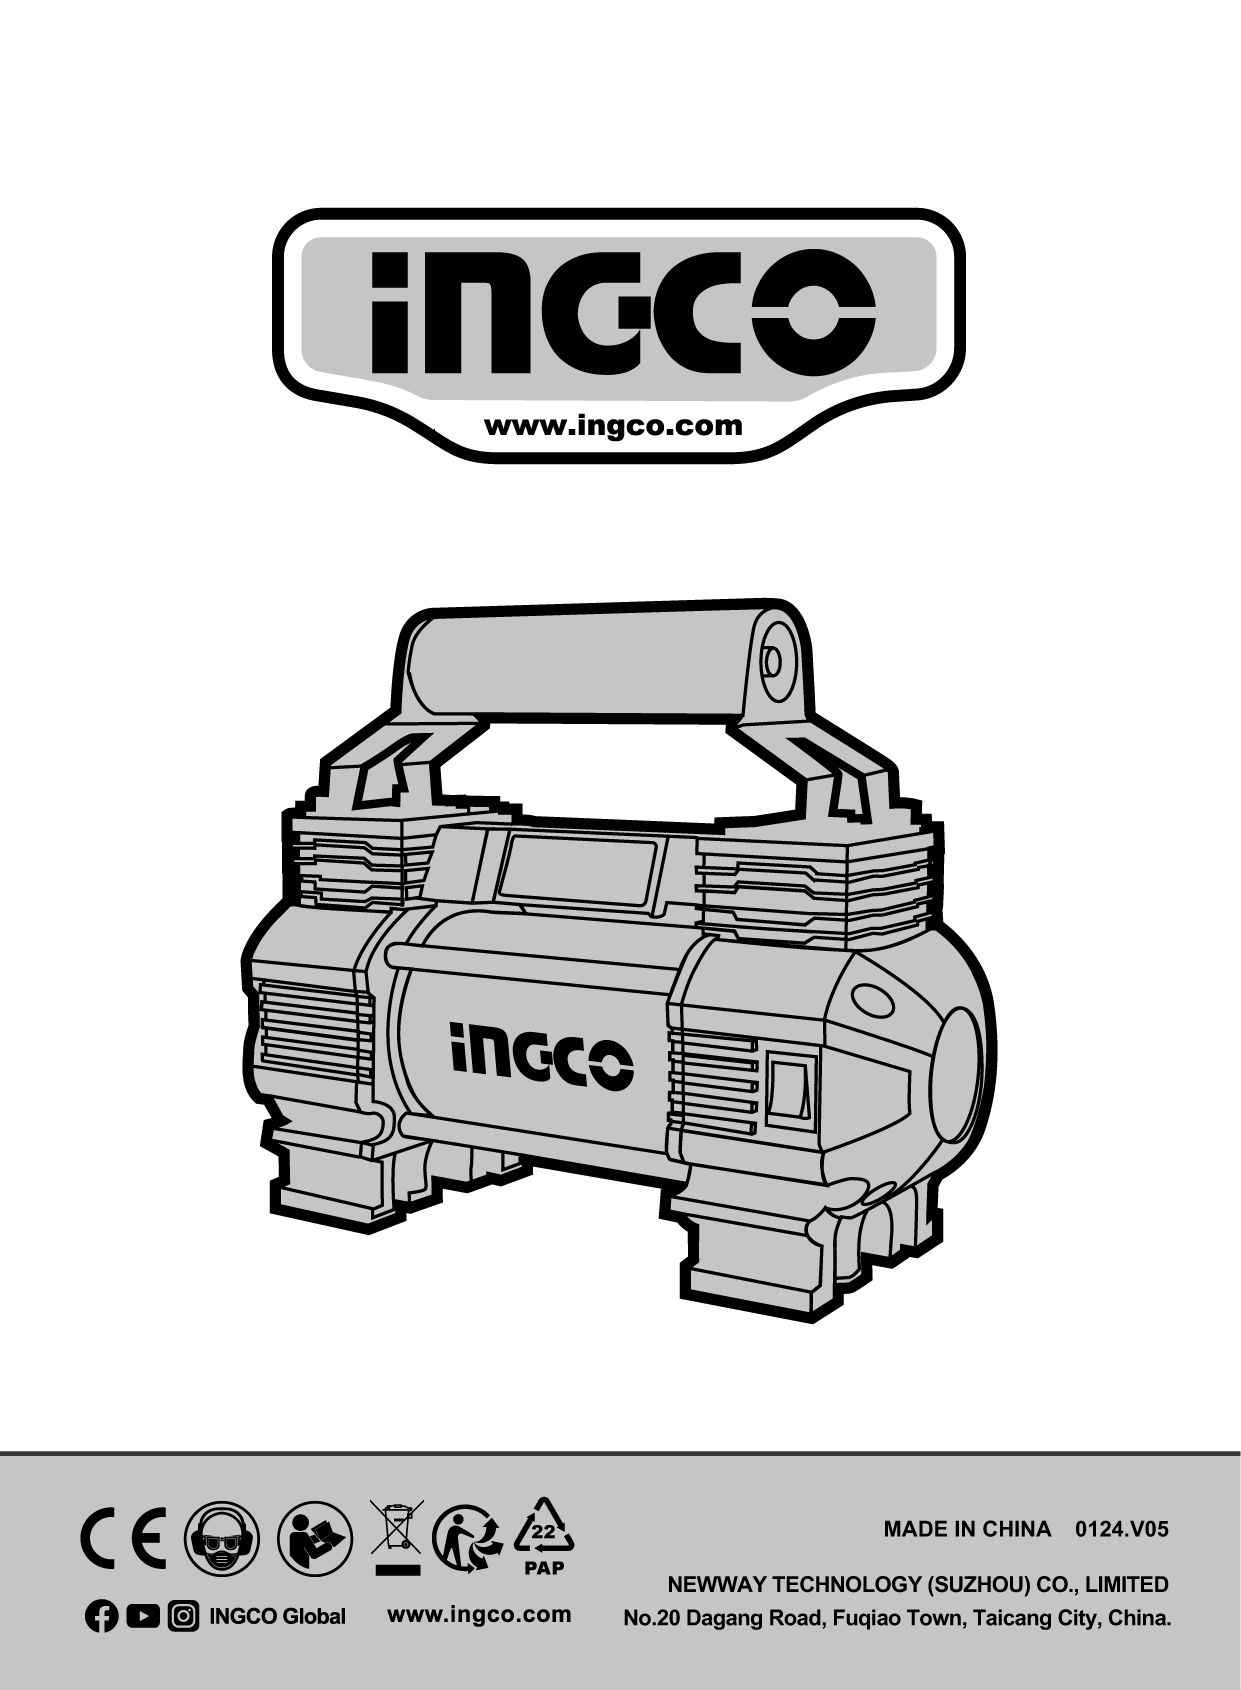 INGCO
www.ingco.com
INGCO
CE
22
PAP
MADE IN CHINA 0124.V05
NEWWAY TECHNOLOGY (SUZHOU) CO., LIMITED
INGCO Global www.ingco.com
No.20 Dagang Road, Fuqiao Town, Taicang City, China.